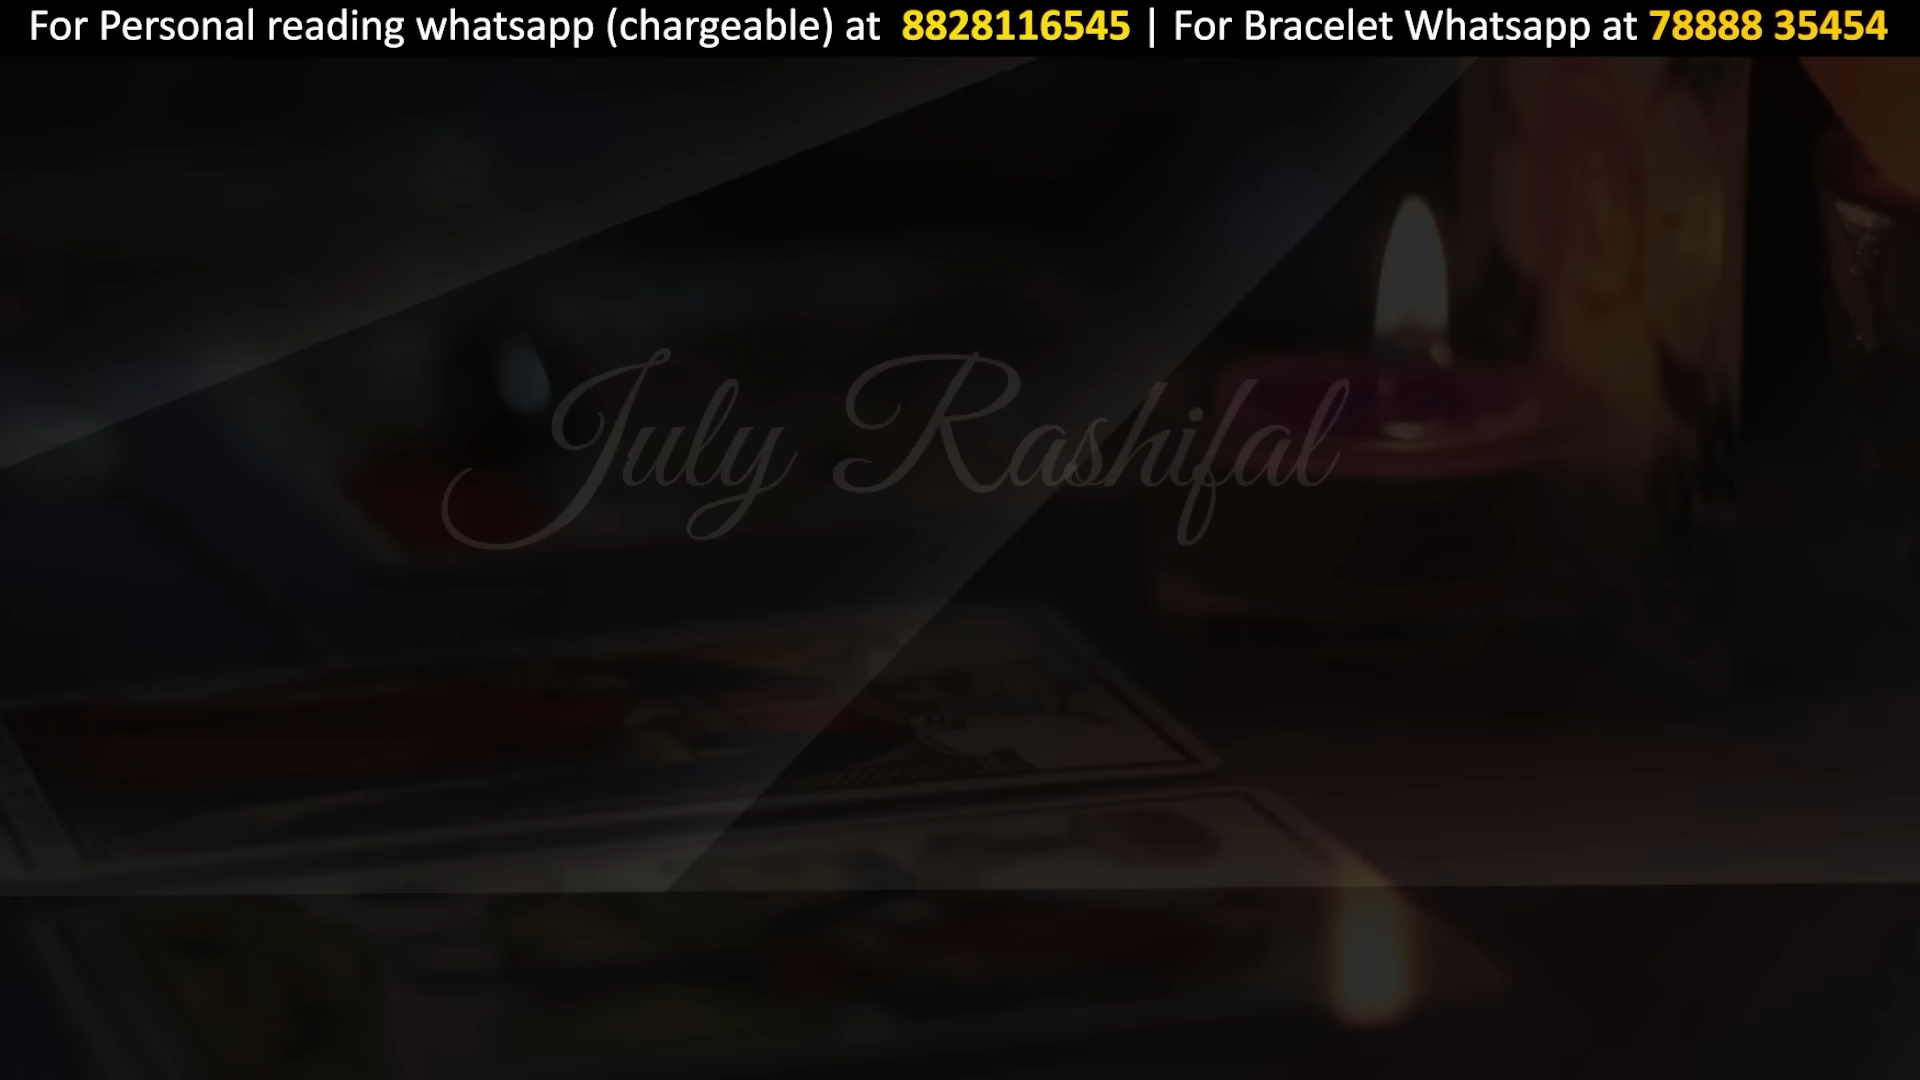 For Personal reading whatsapp (chargeable) at 8828116545 | For Bracelet Whatsapp at 78888 35454
July Rashifal